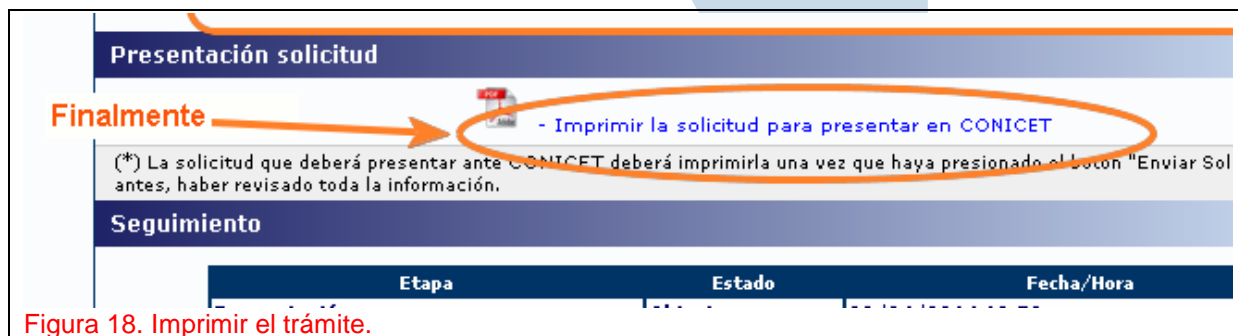 Presentación solicitud
Finalmente
- Imprimir la solicitud para presentar en CONICET
(*) La solicitud que deberá presentar ante CONICET deberá imprimirla una vez que haya presionado el botón "Enviar Sol
antes, haber revisado toda la información.
Seguimiento
Etapa Estado Fecha/Hora
Figura 18. Imprimir el trámite.